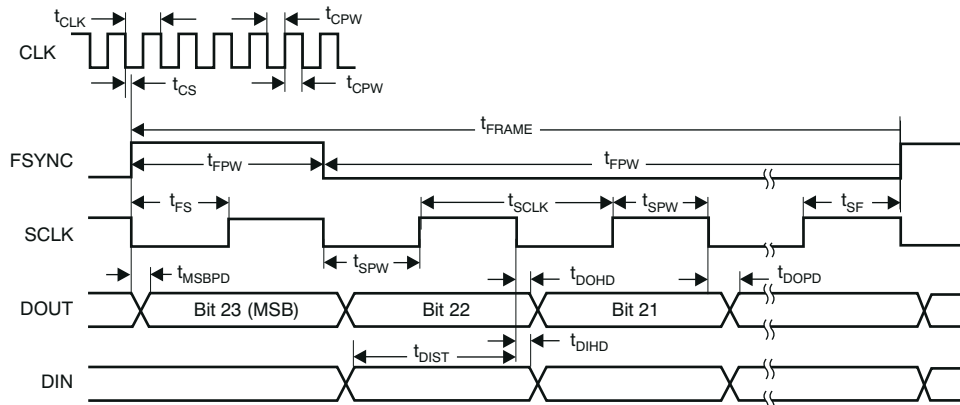 tCLK
tCPW
CLK
tCS
tCPW
tFRAME
FSYNC
tFPW
tFPW
tFS
tSCLK
tSPW
tSF
SCLK
tSPW
tMSBPD
tDOHD
tDOPD
DOUT
Bit 23 (MSB)
Bit 22
Bit 21
tDIST
tDIHD
DIN